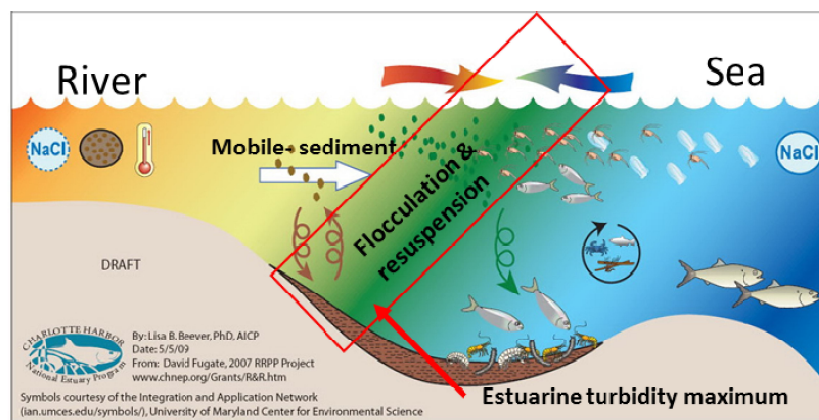 River
Sea
NaCl
Mobile- sediment
NaCl
Flocculation &
resuspension
DRAFT
CHARLOTTE HARBOR
National Estuary Program
By: Lisa B. Beever, PhD, AICP
Date: 5/5/09
From: David Fugate, 2007 RRPP Project
www.chnep.org/Grants/R&R.htm
Estuarine turbidity maximum
Symbols courtesy of the Integration and Application Network
(ian.umces.edu/symbols/), University of Maryland Center for Environmental Science